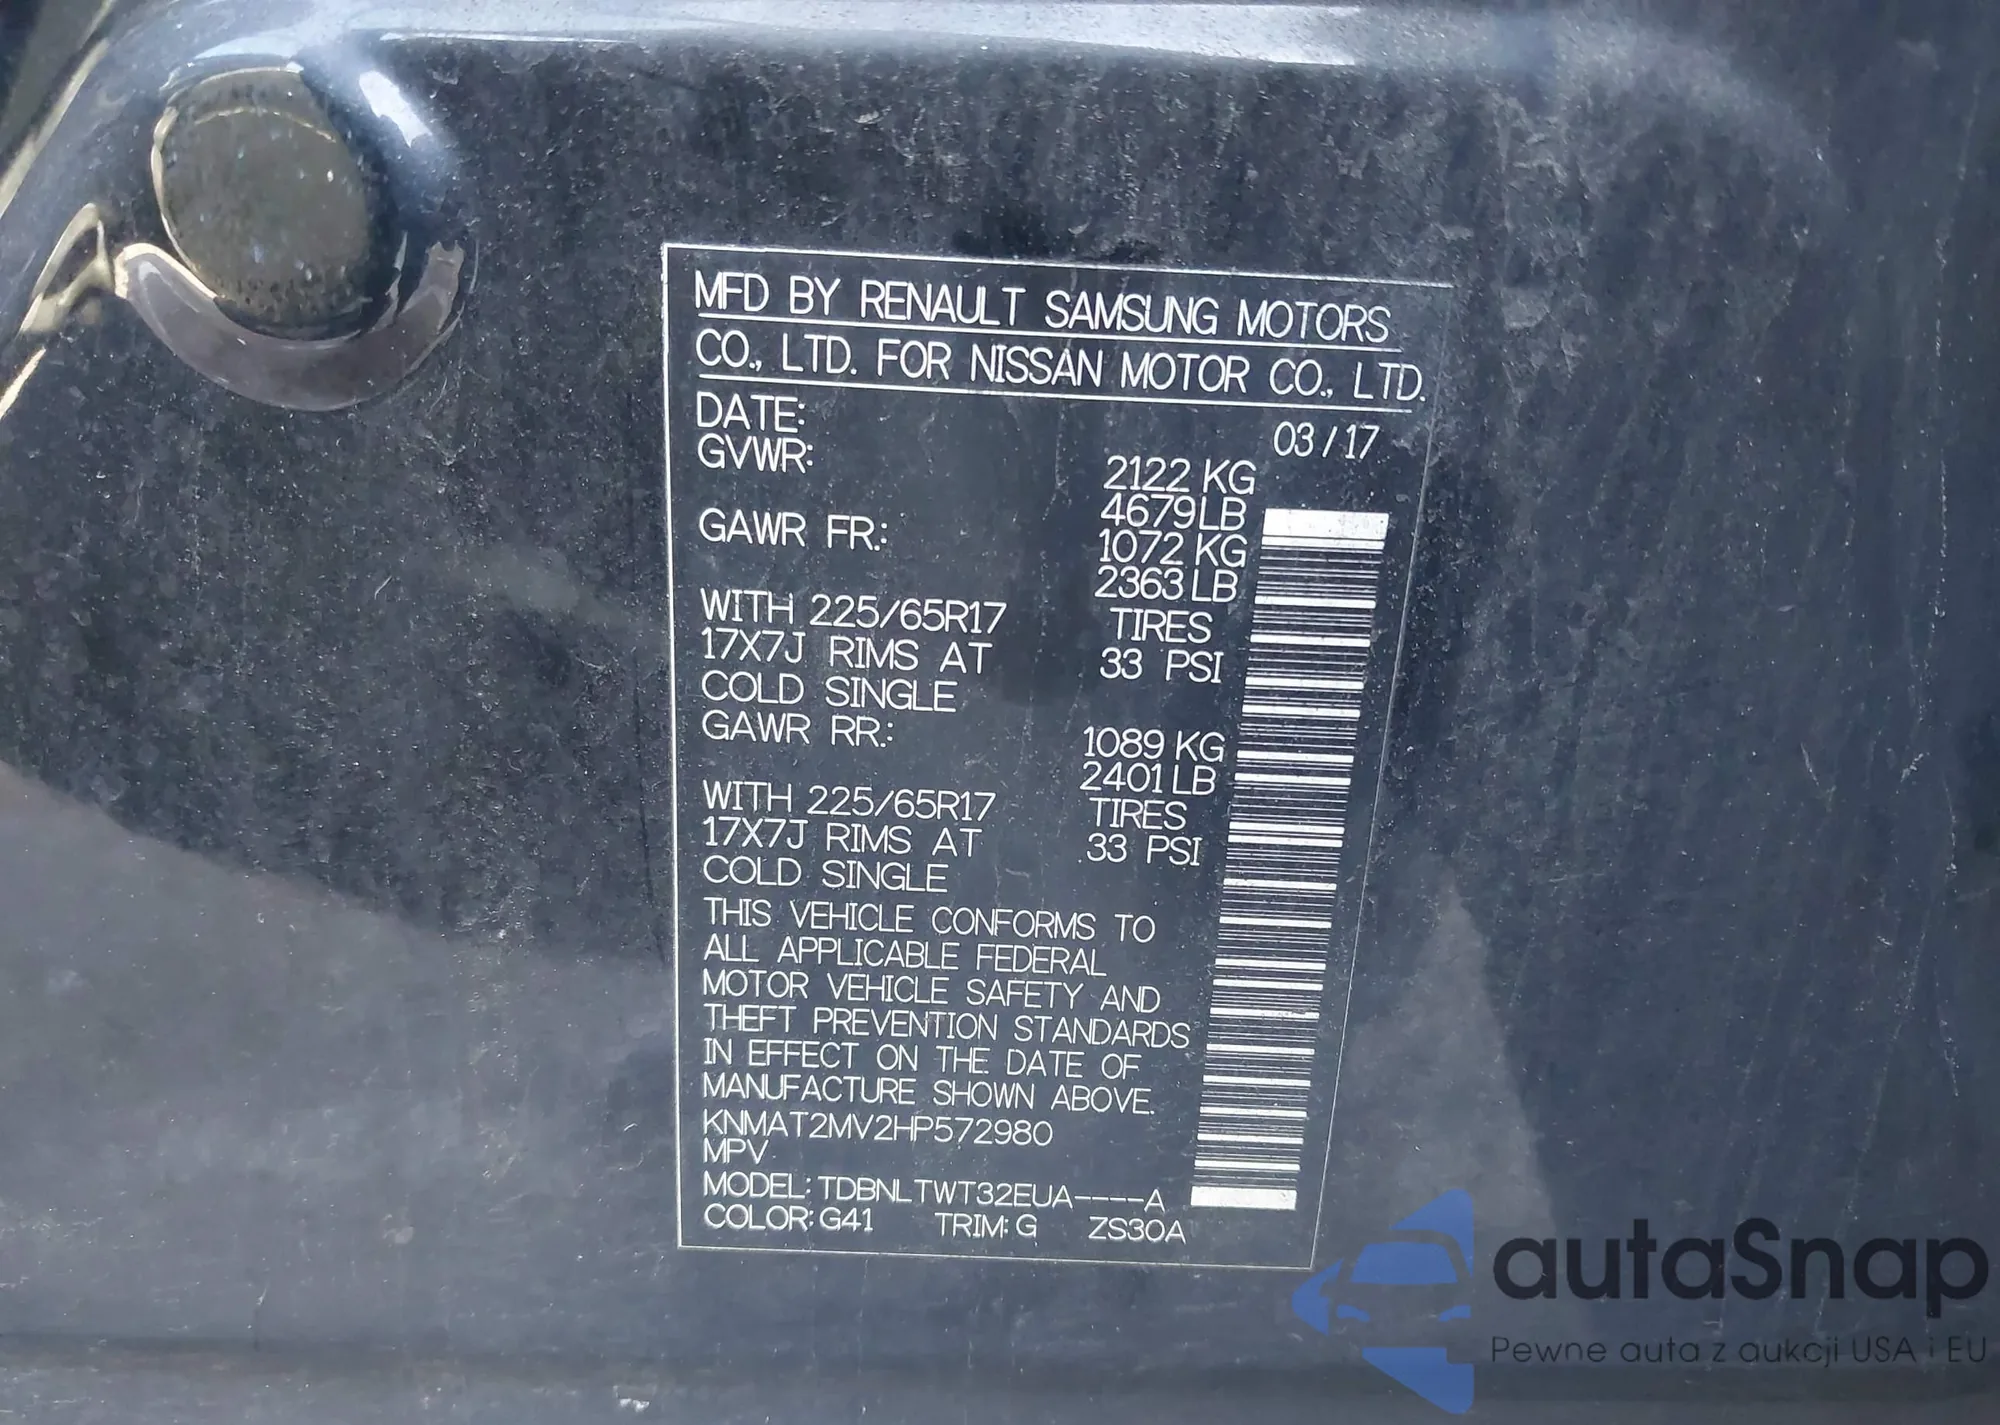 MFD BY RENAULT SAMSUNG MOTORS
CO., LTD. FOR NISSAN MOTOR CO., LTD.
DATE: 03/17
GVWR: 2122 KG
4679 LB
GAWR FR.: 1072 KG
2363 LB
WITH 225/65R17 TIRES
17X7J RIMS AT 33 PSI
COLD SINGLE
GAWR RR.: 1089 KG
2401 LB
WITH 225/65R17 TIRES
17X7J RIMS AT 33 PSI
COLD SINGLE
THIS VEHICLE CONFORMS TO
ALL APPLICABLE FEDERAL
MOTOR VEHICLE SAFETY AND
THEFT PREVENTION STANDARDS
IN EFFECT ON THE DATE OF
MANUFACTURE SHOWN ABOVE.
KNMAT2MV2HP572980
MPV
MODEL: TDBNLTWT32EUA----A
COLOR: G41 TRIM: G ZS30A
autaSnap
Pewne auta z aukcji USA i EU